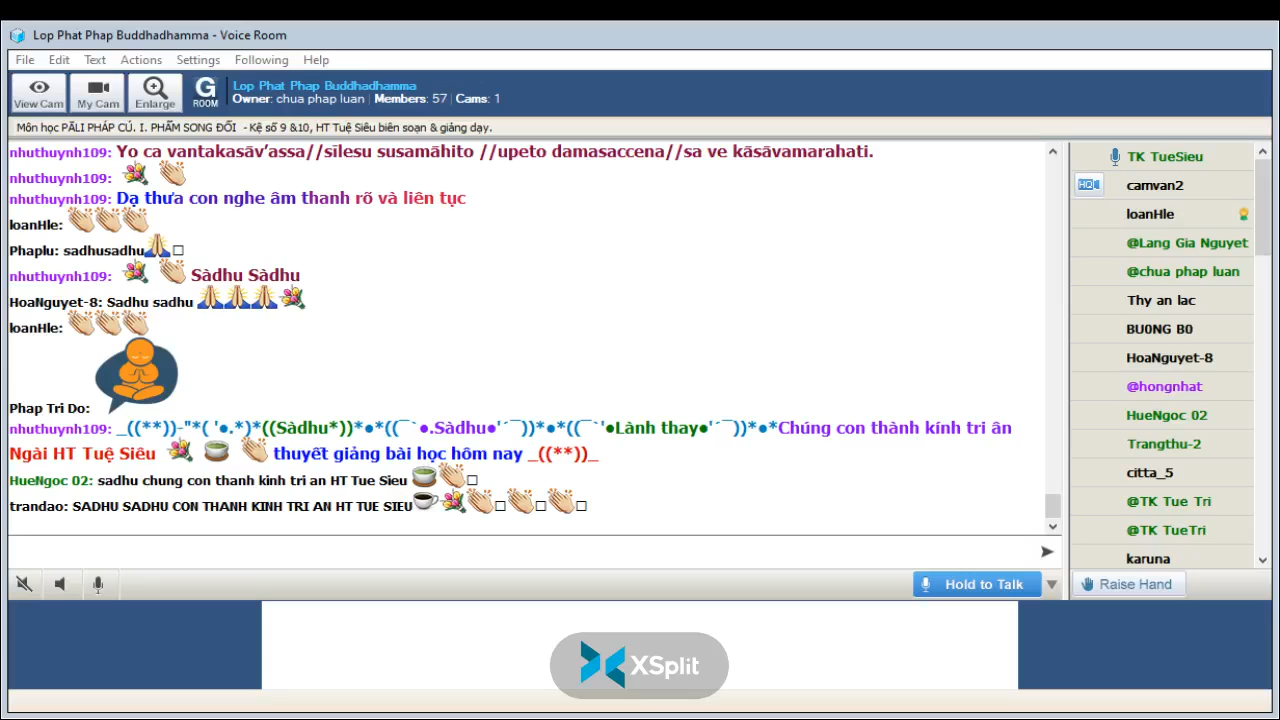 Lop Phat Phap Buddhadhamma - Voice Room
File Edit Text Actions Settings Following Help
View Cam My Cam Enlarge G ROOM
Lop Phat Phap Buddhadhamma
Owner: chua phap luan | Members: 57 | Cams: 1
Môn học PĀLI PHÁP CÚ. I. PHẨM SONG ĐỐI - Kệ số 9 &10, HT Tuệ Siêu biên soạn & giảng dạy.
nhuthuynh109: Yo ca vantakasāv’assa//sīlesu susamāhito //upeto damasaccena//sa ve kāsāvamarahati.
nhuthuynh109:
nhuthuynh109: Dạ thưa con nghe âm thanh rõ và liên tục
loanHle:
Phaplu: sadhusadhu
nhuthuynh109: Sàdhu Sàdhu
HoaNguyet-8: Sadhu sadhu
loanHle:
Phap Tri Do:
nhuthuynh109: _((**))-"*( '●.*)*((Sàdhu*))*●*((¯`●.Sàdhu●'´¯))*●*((¯`'●Lành thay●'´¯))*●*Chúng con thành kính tri ân
Ngài HT Tuệ Siêu thuyết giảng bài học hôm nay _((**))_
HueNgoc 02: sadhu chung con thanh kinh tri an HT Tue Sieu
trandao: SADHU SADHU CON THANH KINH TRI AN HT TUE SIEU
Hold to Talk
TK TueSieu
HQ camvan2
loanHle
@Lang Gia Nguyet
@chua phap luan
Thy an lac
BU0NG B0
HoaNguyet-8
@hongnhat
HueNgoc 02
Trangthu-2
citta_5
@TK Tue Tri
@TK TueTri
karuna
Raise Hand
XSplit